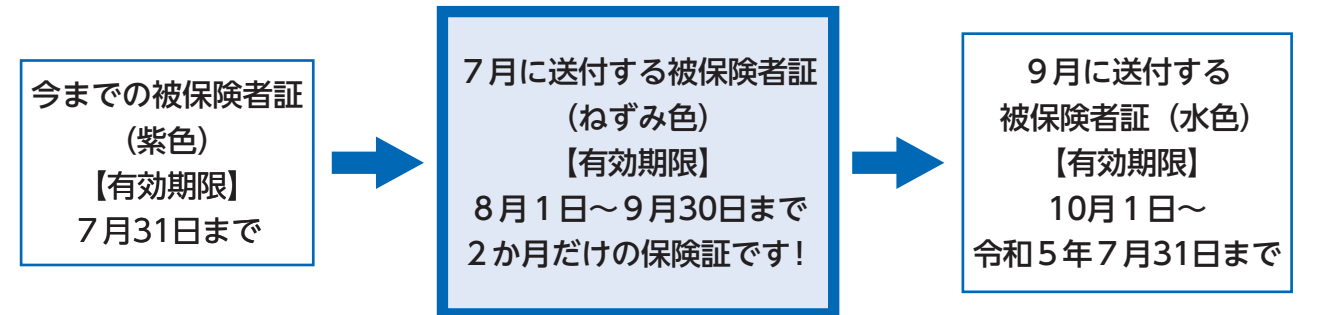 今までの被保険者証
（紫色）
【有効期限】
７月31日まで
７月に送付する被保険者証
（ねずみ色）
【有効期限】
８月１日～９月30日まで
２か月だけの保険証です！
９月に送付する
被保険者証（水色）
【有効期限】
10月１日～
令和５年７月31日まで